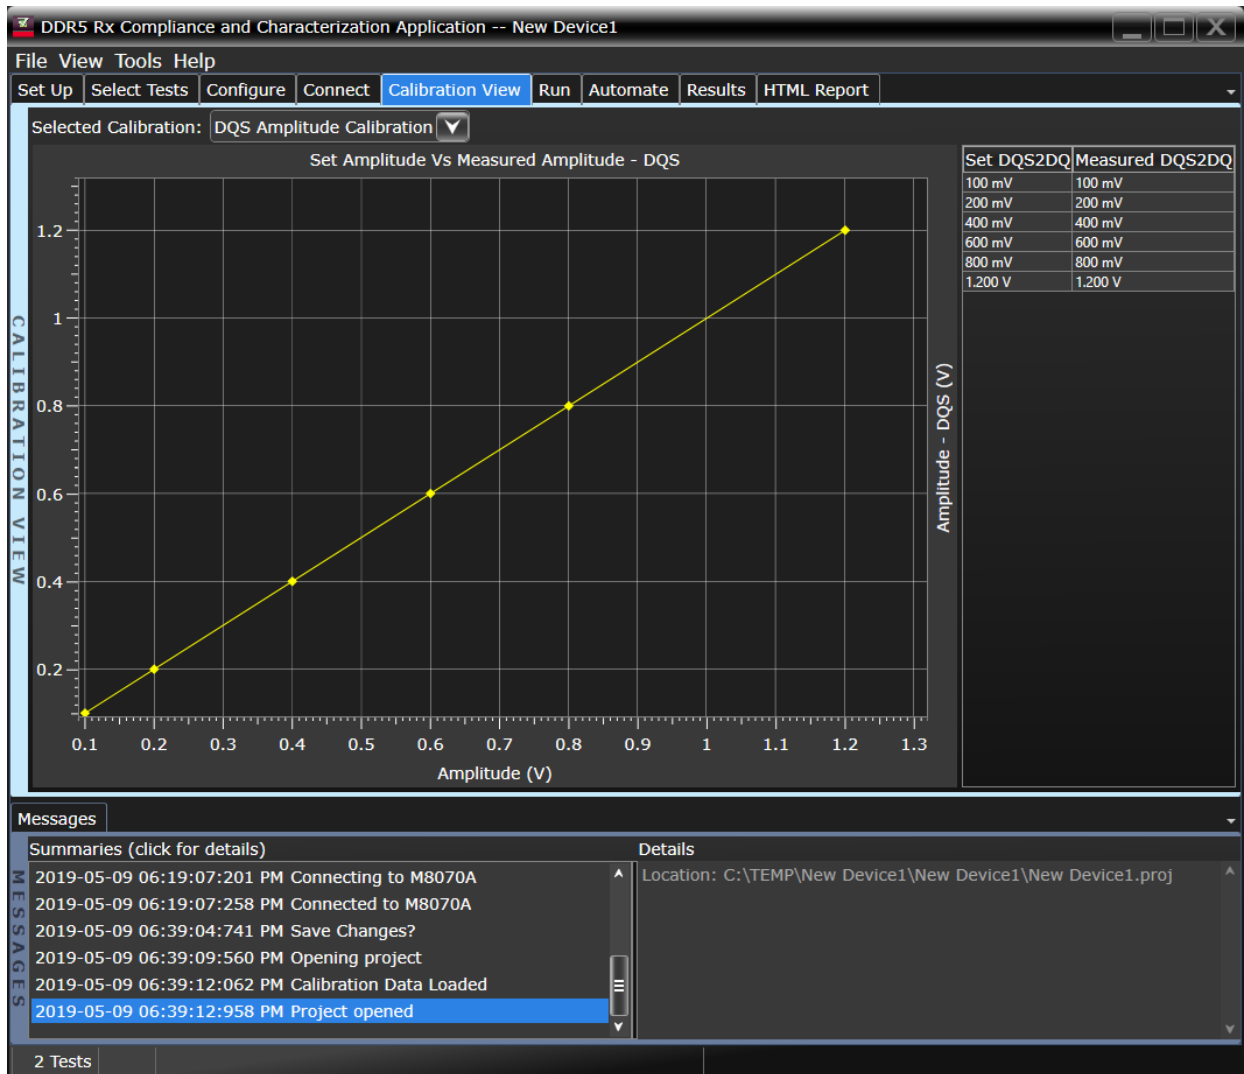 DDR5 Rx Compliance and Characterization Application -- New Device1
File View Tools Help
Set Up Select Tests Configure Connect Calibration View Run Automate Results HTML Report
Selected Calibration: DQS Amplitude Calibration
CALIBRATION VIEW
Set Amplitude Vs Measured Amplitude - DQS
1.2
1
0.8
0.6
0.4
0.2
0.1 0.2 0.3 0.4 0.5 0.6 0.7 0.8 0.9 1 1.1 1.2 1.3
Amplitude (V)
Amplitude - DQS (V)
Set DQS2DQ Measured DQS2DQ
100 mV 100 mV
200 mV 200 mV
400 mV 400 mV
600 mV 600 mV
800 mV 800 mV
1.200 V 1.200 V
Messages
MESSAGES
Summaries (click for details)
2019-05-09 06:19:07:201 PM Connecting to M8070A
2019-05-09 06:19:07:258 PM Connected to M8070A
2019-05-09 06:39:04:741 PM Save Changes?
2019-05-09 06:39:09:560 PM Opening project
2019-05-09 06:39:12:062 PM Calibration Data Loaded
2019-05-09 06:39:12:958 PM Project opened
Details
Location: C:\TEMP\New Device1\New Device1\New Device1.proj
2 Tests